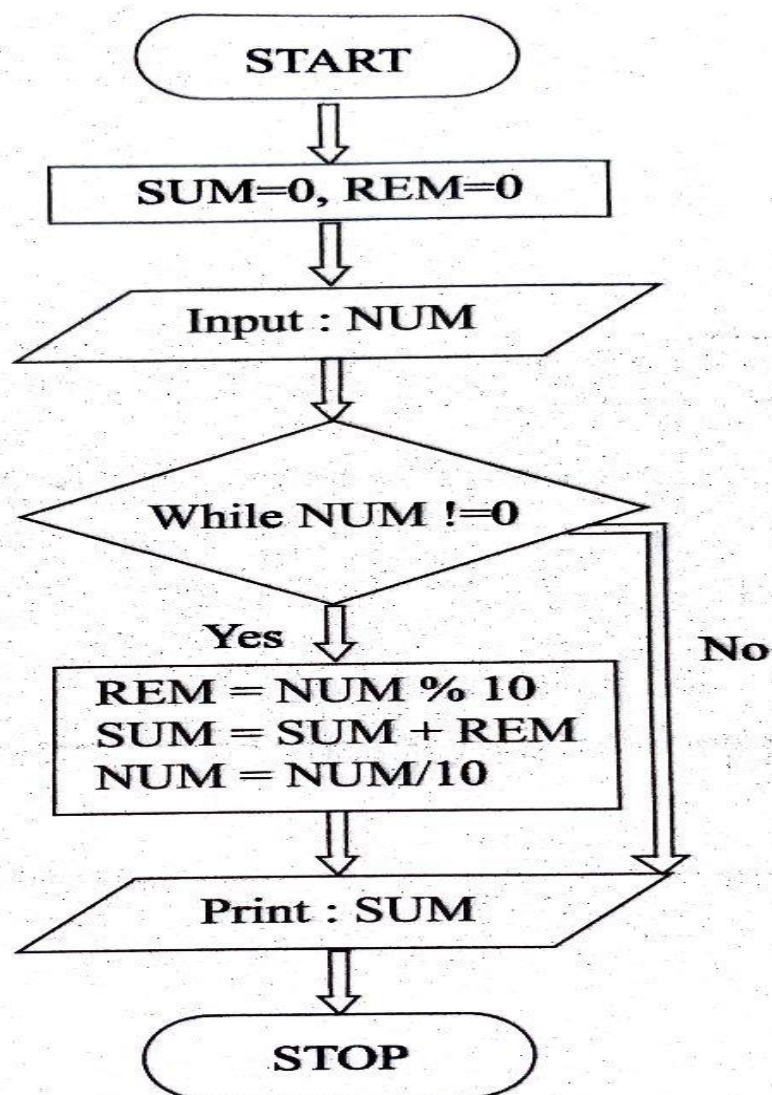 START
SUM=0, REM=0
Input : NUM
While NUM !=0
Yes
No
REM = NUM % 10
SUM = SUM + REM
NUM = NUM/10
Print : SUM
STOP